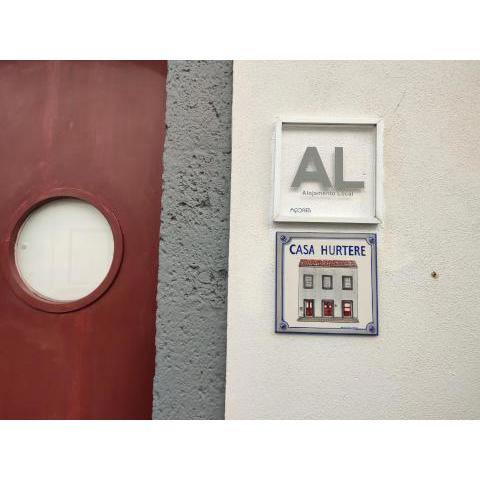 AL
Alojamento Local
AÇORES
CASA HURTERE